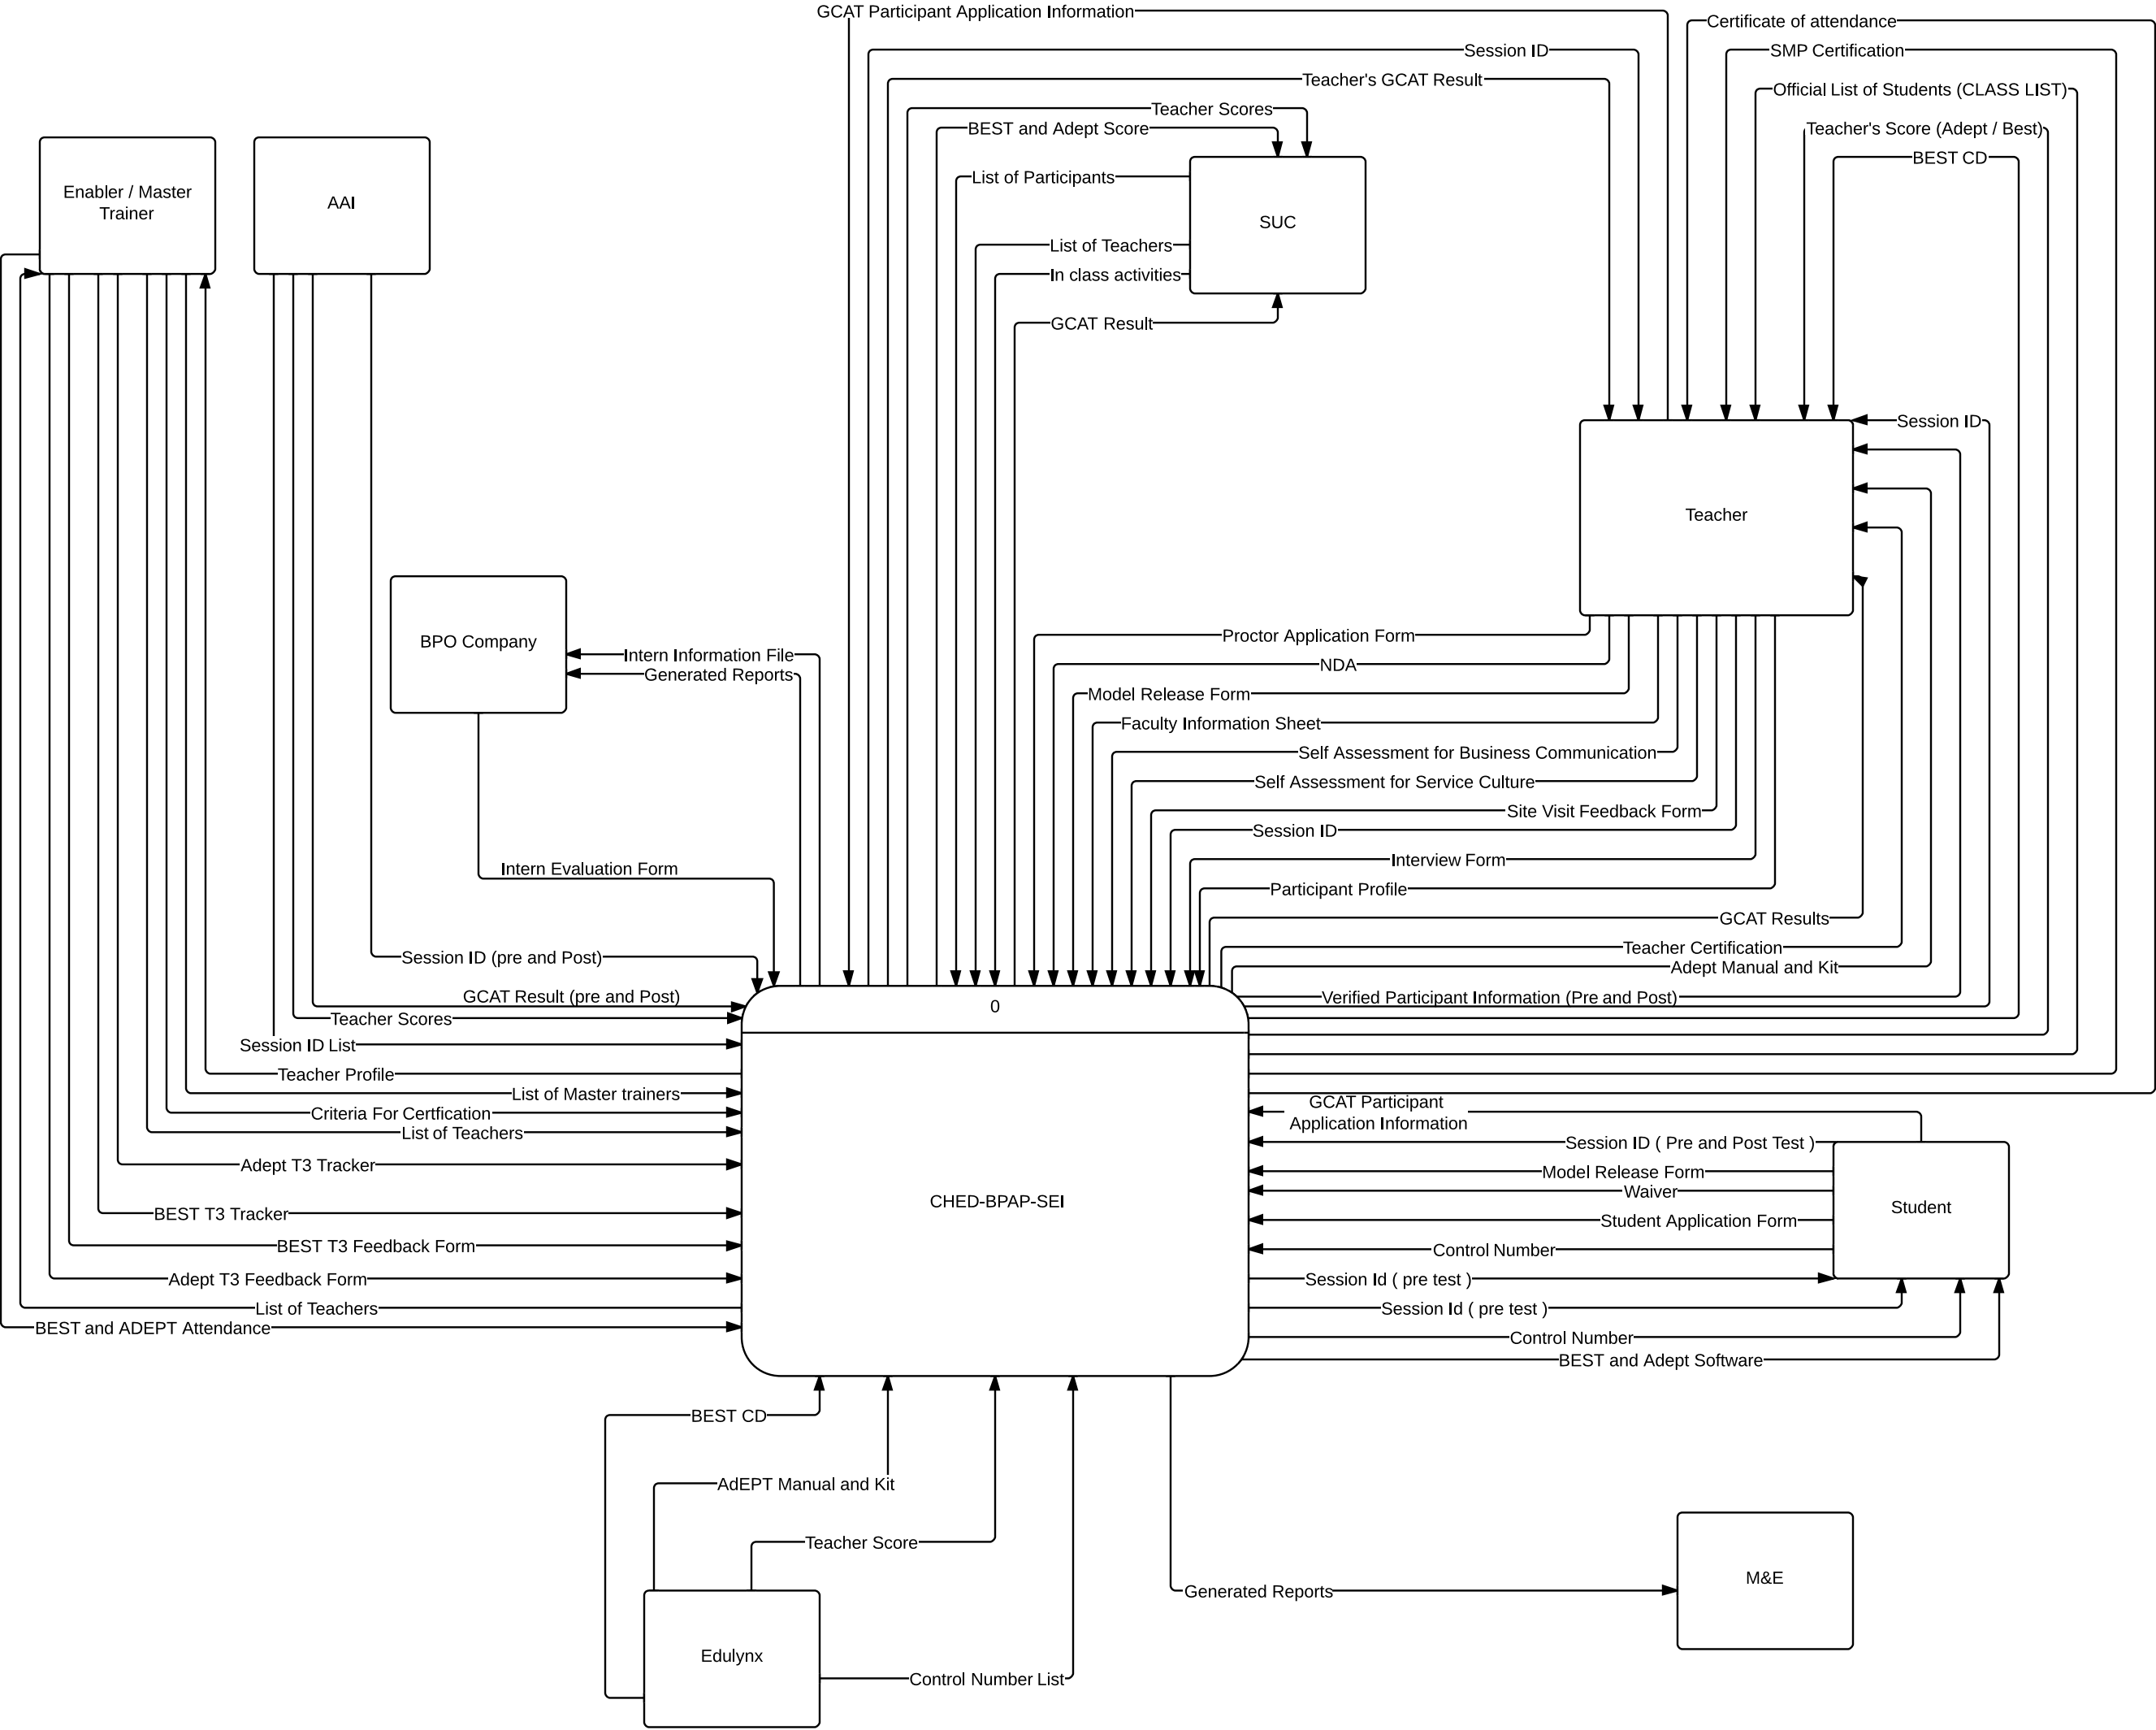 GCAT Participant Application Information
Certificate of attendance
Session ID
SMP Certification
Teacher's GCAT Result
Official List of Students (CLASS LIST)
Teacher Scores
BEST and Adept Score
Teacher's Score (Adept / Best)
BEST CD
List of Participants
Enabler / Master
Trainer
AAI
SUC
List of Teachers
In class activities
GCAT Result
Session ID
Teacher
BPO Company
Proctor Application Form
Intern Information File
NDA
Generated Reports
Model Release Form
Faculty Information Sheet
Self Assessment for Business Communication
Self Assessment for Service Culture
Site Visit Feedback Form
Session ID
Interview Form
Intern Evaluation Form
Participant Profile
GCAT Results
Teacher Certification
Session ID (pre and Post)
Adept Manual and Kit
GCAT Result (pre and Post)
Verified Participant Information (Pre and Post)
0
Teacher Scores
Session ID List
Teacher Profile
List of Master trainers
GCAT Participant
Application Information
Criteria For Certfication
List of Teachers
Session ID ( Pre and Post Test )
Adept T3 Tracker
Model Release Form
Waiver
CHED-BPAP-SEI
Student
BEST T3 Tracker
Student Application Form
BEST T3 Feedback Form
Control Number
Adept T3 Feedback Form
Session Id ( pre test )
List of Teachers
Session Id ( pre test )
BEST and ADEPT Attendance
Control Number
BEST and Adept Software
BEST CD
AdEPT Manual and Kit
Teacher Score
M&E
Generated Reports
Edulynx
Control Number List